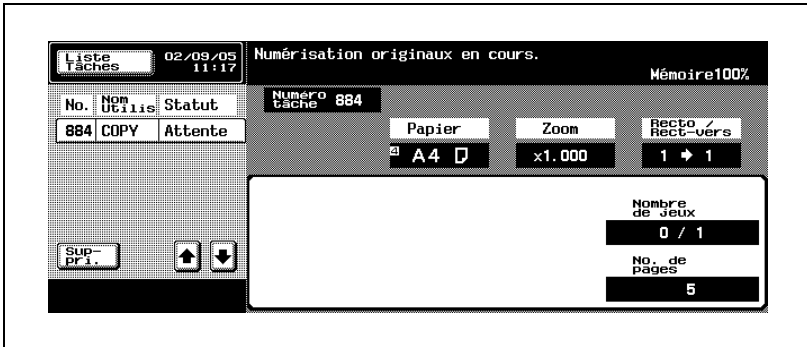 Liste
Tâches
02/09/05
11:17
Numérisation originaux en cours.
Mémoire100%
No. Nom
Utilis Statut
884 COPY Attente
Numéro
tâche 884
Papier Zoom Recto /
Rect-vers
4 A4 x1.000 1 → 1
Nombre
de jeux
0 / 1
Sup-
pri.
No. de
pages
5